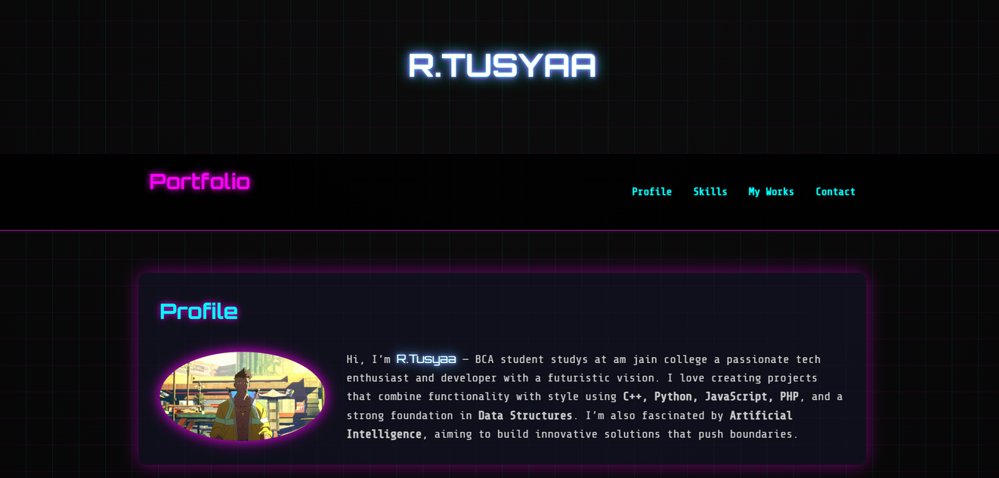 R.TUSYAA
Portfolio
Profile
Skills
My Works
Contact
Profile
Hi, I’m R.Tusyaa — BCA student studys at am jain college a passionate tech
enthusiast and developer with a futuristic vision. I love creating projects
that combine functionality with style using C++, Python, JavaScript, PHP, and a
strong foundation in Data Structures. I’m also fascinated by Artificial
Intelligence, aiming to build innovative solutions that push boundaries.